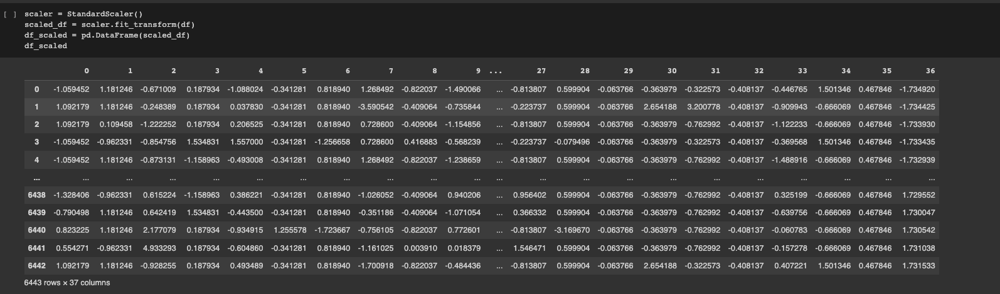 [ ] scaler = StandardScaler()
scaled_df = scaler.fit_transform(df)
df_scaled = pd.DataFrame(scaled_df)
df_scaled
0 1 2 3 4 5 6 7 8 9 ... 27 28 29 30 31 32 33 34 35 36
0 -1.059452 1.181246 -0.671009 0.187934 -1.088024 -0.341281 0.818940 1.268492 -0.822037 -1.490066 ... -0.813807 0.599904 -0.063766 -0.363979 -0.322573 -0.408137 -0.446765 1.501346 0.467846 -1.734920
1 1.092179 1.181246 -0.248389 0.187934 0.037830 -0.341281 0.818940 -3.590542 -0.409064 -0.735844 ... -0.223737 0.599904 -0.063766 2.654188 3.200778 -0.408137 -0.909943 -0.666069 0.467846 -1.734425
2 1.092179 0.109458 -1.222252 0.187934 0.206525 -0.341281 0.818940 0.728600 -0.409064 -1.154856 ... -0.813807 0.599904 -0.063766 -0.363979 -0.762992 -0.408137 -1.122233 -0.666069 0.467846 -1.733930
3 -1.059452 -0.962331 -0.854756 1.534831 1.557000 -0.341281 -1.256658 0.728600 0.416883 -0.568239 ... -0.223737 -0.079496 -0.063766 -0.363979 -0.322573 -0.408137 -0.369568 1.501346 0.467846 -1.733435
4 -1.059452 1.181246 -0.873131 -1.158963 -0.493008 -0.341281 0.818940 1.268492 -0.822037 -1.238659 ... -0.813807 0.599904 -0.063766 -0.363979 -0.762992 -0.408137 -1.488916 -0.666069 0.467846 -1.732939
... ... ... ... ... ... ... ... ... ... ... ... ... ... ... ... ... ... ... ... ... ...
6438 -1.328406 -0.962331 0.615224 -1.158963 0.386221 -0.341281 0.818940 -1.026052 -0.409064 0.940206 ... 0.956402 0.599904 -0.063766 -0.363979 -0.762992 -0.408137 0.325199 -0.666069 0.467846 1.729552
6439 -0.790498 1.181246 0.642419 1.534831 -0.443500 -0.341281 0.818940 -0.351186 -0.409064 -1.071054 ... 0.366332 0.599904 -0.063766 -0.363979 -0.762992 -0.408137 -0.639756 -0.666069 0.467846 1.730047
6440 0.823225 1.181246 2.177079 0.187934 -0.934915 1.255578 -1.723667 -0.756105 -0.822037 0.772601 ... -0.813807 -3.169670 -0.063766 -0.363979 -0.762992 -0.408137 -0.060783 -0.666069 0.467846 1.730542
6441 0.554271 -0.962331 4.933293 0.187934 -0.604860 -0.341281 0.818940 -1.161025 0.003910 0.018379 ... 1.546471 0.599904 -0.063766 -0.363979 -0.762992 -0.408137 -0.157278 -0.666069 0.467846 1.731038
6442 1.092179 1.181246 -0.928255 0.187934 0.493489 -0.341281 0.818940 -1.700918 -0.822037 -0.484436 ... -0.813807 0.599904 -0.063766 2.654188 -0.322573 -0.408137 0.407221 1.501346 0.467846 1.731533
6443 rows × 37 columns